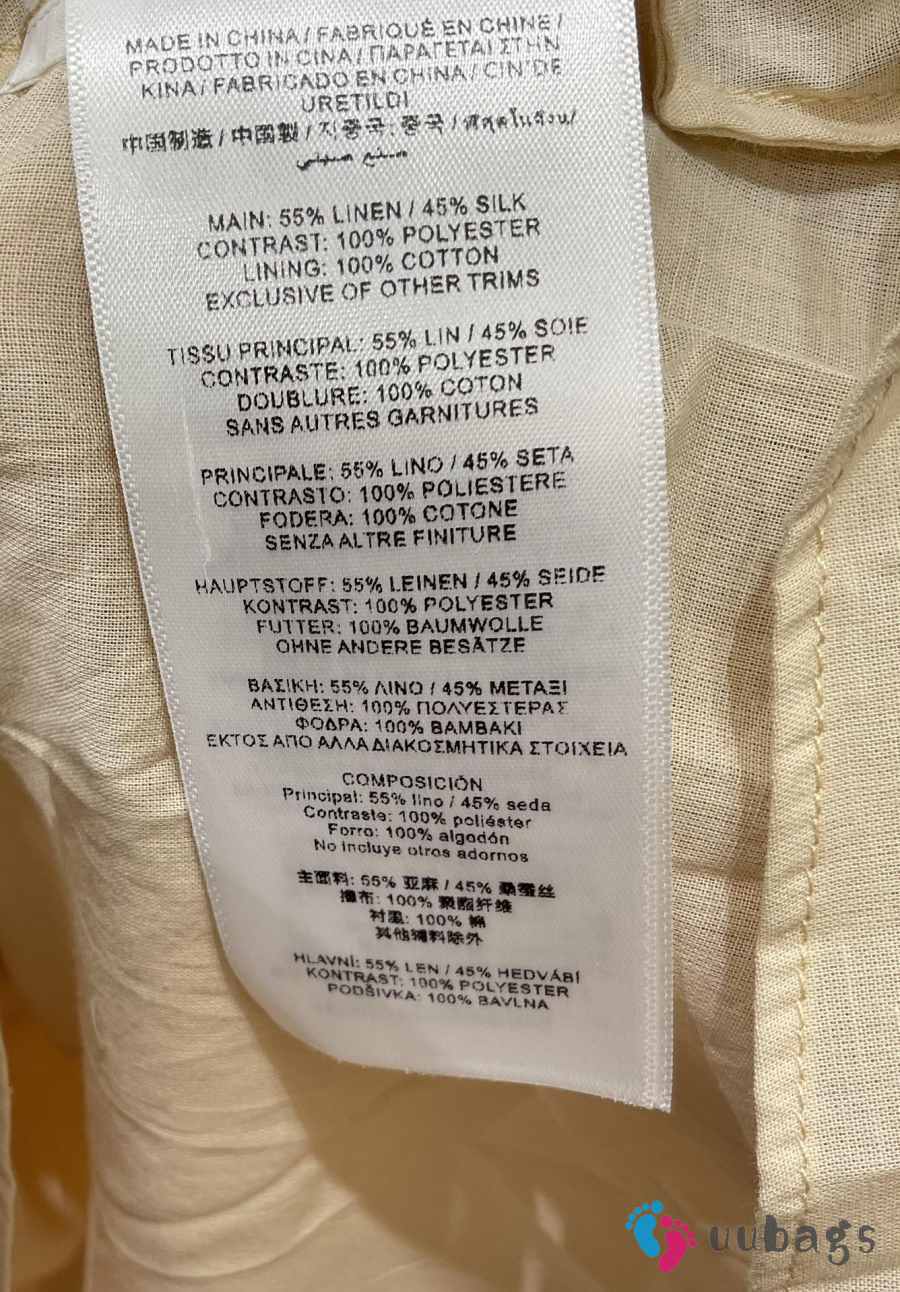 MADE IN CHINA / FABRIQUÉ EN CHINE /
PRODOTTO IN CINA / ΠΑΡΑΓΕΤΑΙ ΣΤΗΝ
ΚΙΝΑ / FABRICADO EN CHINA / CIN'DE
URETILDI
中国制造 / 中國製 / 중국
صنع صيني
MAIN: 55% LINEN / 45% SILK
CONTRAST: 100% POLYESTER
LINING: 100% COTTON
EXCLUSIVE OF OTHER TRIMS
TISSU PRINCIPAL: 55% LIN / 45% SOIE
CONTRASTE: 100% POLYESTER
DOUBLURE: 100% COTON
SANS AUTRES GARNITURES
PRINCIPALE: 55% LINO / 45% SETA
CONTRASTO: 100% POLIESTERE
FODERA: 100% COTONE
SENZA ALTRE FINITURE
HAUPTSTOFF: 55% LEINEN / 45% SEIDE
KONTRAST: 100% POLYESTER
FUTTER: 100% BAUMWOLLE
OHNE ANDERE BESÄTZE
ΒΑΣΙΚΗ: 55% ΛΙΝΟ / 45% ΜΕΤΑΞΙ
ΑΝΤΙΘΕΣΗ: 100% ΠΟΛΥΕΣΤΕΡΑΣ
ΦΟΔΡΑ: 100% ΒΑΜΒΑΚΙ
ΕΚΤΟΣ ΑΠΟ ΑΛΛΑ ΔΙΑΚΟΣΜΗΤΙΚΑ ΣΤΟΙΧΕΙΑ
COMPOSICIÓN
Principal: 55% lino / 45% seda
Contraste: 100% poliéster
Forro: 100% algodón
No incluye otros adornos
主面料: 55% 亚麻 / 45% 桑蚕丝
撞布: 100% 聚酯纤维
衬里: 100% 棉
其他辅料除外
HLAVNÍ: 55% LEN / 45% HEDVÁBÍ
KONTRAST: 100% POLYESTER
PODŠIVKA: 100% BAVLNA
uubags